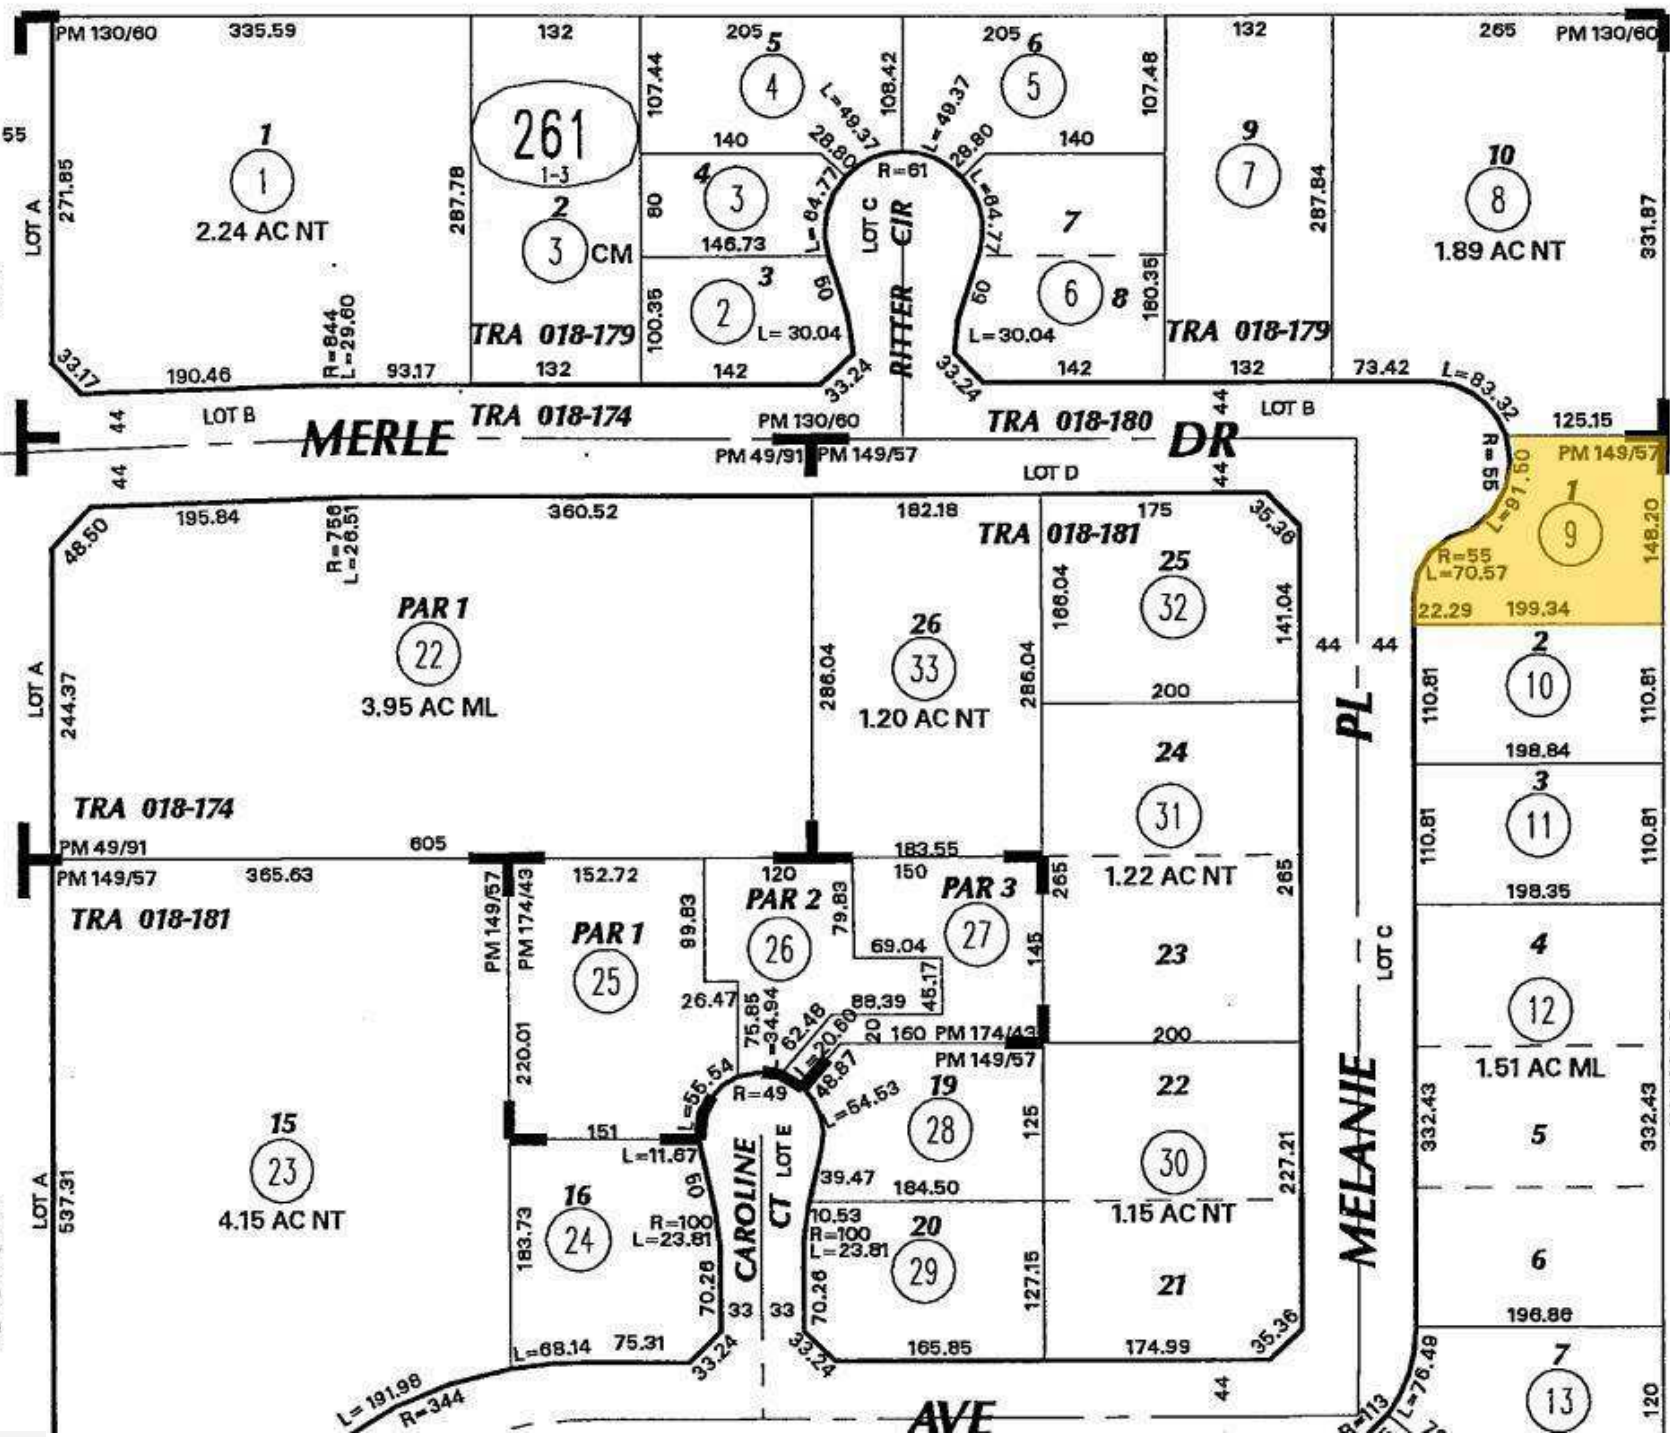 PM 130/60
335.59
132
205
5
205
6
132
265
PM 130/60
55
LOT A
271.85
1
1
2.24 AC NT
287.78
261
1-3
2
3 CM
TRA 018-179
132
107.44
4
L=49.37
108.42
140
28.80
4
3
80
146.73
L=64.77
3
2
100.35
50
L= 30.04
142
33.24
R=61
LOT C
RITTER CIR
L=49.37
5
107.48
28.80
140
L=64.77
7
6
8
180.35
50
L=30.04
33.24
142
9
7
287.84
TRA 018-179
132
10
8
1.89 AC NT
331.87
73.42
L=83.32
33.17
190.46
R=844
L=29.60
93.17
44
LOT B
MERLE
TRA 018-174
PM 130/60
TRA 018-180
DR
44
LOT B
125.15
44
PM 49/91
PM 149/57
LOT D
44
R=55
PM 149/57
L=91.50
1
9
148.20
R=55
L=70.57
22.29
199.34
48.50
195.84
R=756
L=26.51
360.52
182.18
175
35.36
TRA 018-181
PAR 1
22
3.95 AC ML
LOT A
244.37
286.04
26
33
1.20 AC NT
286.04
166.04
25
32
141.04
200
44
44
2
10
110.81
110.81
198.84
PL
24
31
1.22 AC NT
3
11
110.81
110.81
198.35
TRA 018-174
PM 49/91
605
183.55
PM 149/57
365.63
TRA 018-181
PM 149/57
PM 174/43
152.72
120
150
PAR 1
25
99.83
PAR 2
26
79.83
PAR 3
27
69.04
45.17
145
265
265
23
200
LOT C
4
12
1.51 AC ML
26.47
75.85
L=34.94
62.46
L=20.60
88.39
20
160
PM 174/43
PM 149/57
48.87
220.01
L=55.54
R=49
L=54.53
19
28
125
22
30
1.15 AC NT
227.21
MELANIE
332.43
332.43
5
151
L=11.67
15
23
4.15 AC NT
LOT A
537.31
16
24
183.73
50
R=100
L=23.81
70.26
L=68.14
75.31
33.24
CAROLINE
CT
LOT E
33
33
39.47
184.50
10.53
R=100
L=23.81
70.26
20
29
127.15
33.24
165.85
21
174.99
35.36
6
196.86
L= 191.98
R=344
AVE
44
R=113
L=76.49
7
13
120